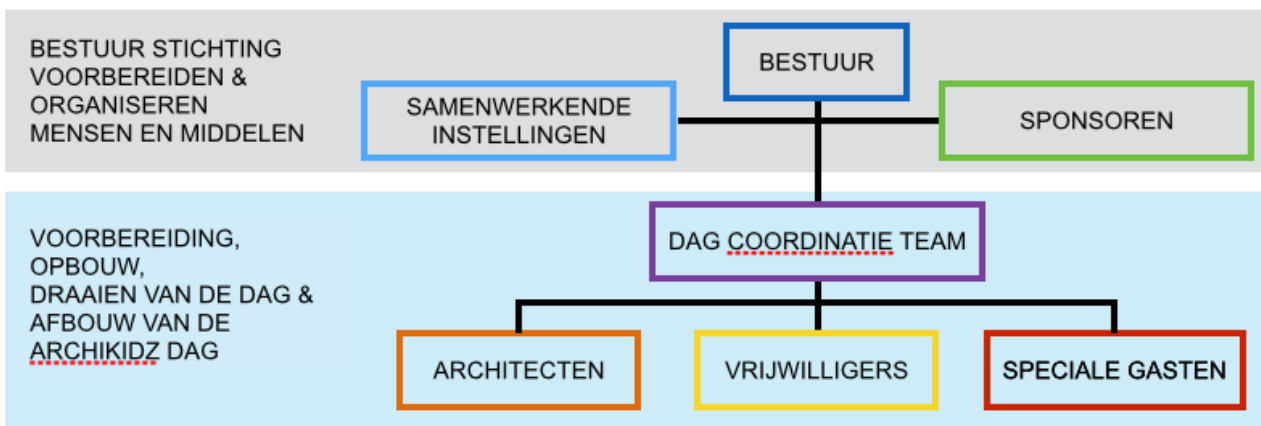 BESTUUR STICHTING
VOORBEREIDEN &
ORGANISEREN
MENSEN EN MIDDELEN
BESTUUR
SAMENWERKENDE
INSTELLINGEN
SPONSOREN
VOORBEREIDING,
OPBOUW,
DRAAIEN VAN DE DAG &
AFBOUW VAN DE
ARCHIKIDZ DAG
DAG COORDINATIE TEAM
ARCHITECTEN
VRIJWILLIGERS
SPECIALE GASTEN